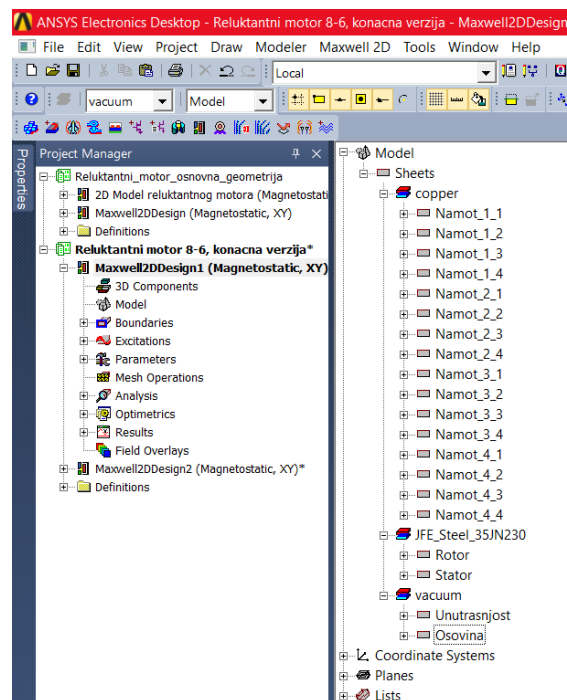 ANSYS Electronics Desktop - Reluktantni motor 8-6, konacna verzija - Maxwell2DDesign
File Edit View Project Draw Modeler Maxwell 2D Tools Window Help
Local
vacuum Model
Properties
Project Manager
Reluktantni_motor_osnovna_geometrija
2D Model reluktantnog motora (Magnetostati
Maxwell2DDesign (Magnetostatic, XY)
Definitions
Reluktantni motor 8-6, konacna verzija*
Maxwell2DDesign1 (Magnetostatic, XY)
3D Components
Model
Boundaries
Excitations
Parameters
Mesh Operations
Analysis
Optimetrics
Results
Field Overlays
Maxwell2DDesign2 (Magnetostatic, XY)*
Definitions
Model
Sheets
copper
Namot_1_1
Namot_1_2
Namot_1_3
Namot_1_4
Namot_2_1
Namot_2_2
Namot_2_3
Namot_2_4
Namot_3_1
Namot_3_2
Namot_3_3
Namot_3_4
Namot_4_1
Namot_4_2
Namot_4_3
Namot_4_4
JFE_Steel_35JN230
Rotor
Stator
vacuum
Unutrasnjost
Osovina
Coordinate Systems
Planes
Lists